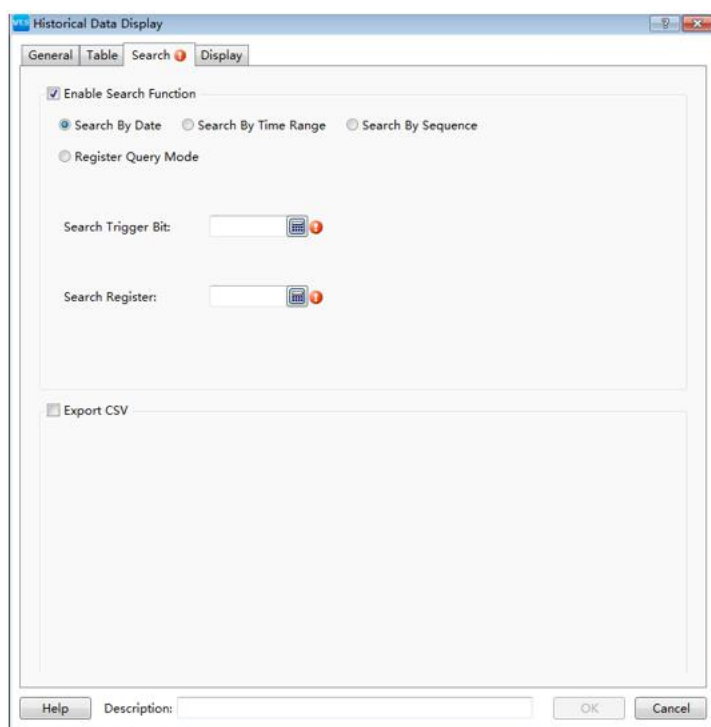 Historical Data Display
General Table Search Display
Enable Search Function
Search By Date Search By Time Range Search By Sequence
Register Query Mode
Search Trigger Bit:
Search Register:
Export CSV
Help Description: OK Cancel